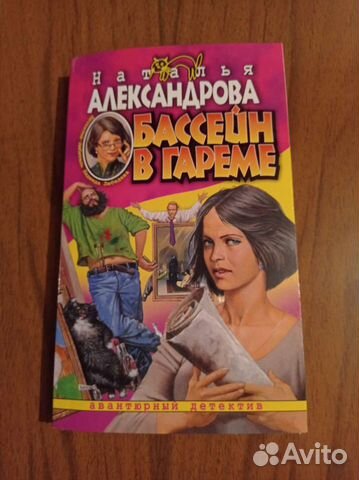 Наталья
АЛЕКСАНДРОВА
БАССЕЙН
В ГАРЕМЕ
авантюрный детектив
Avito